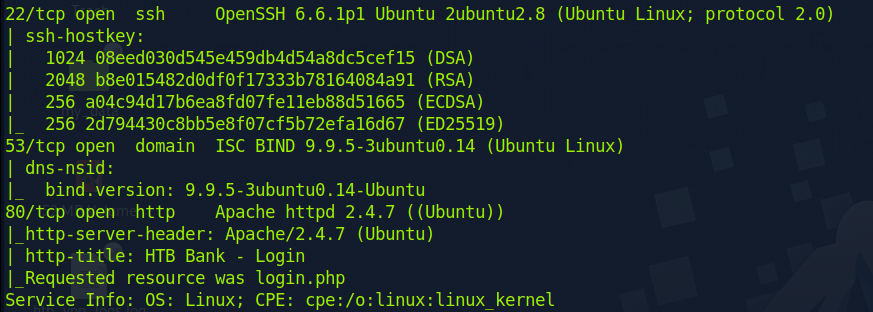 22/tcp open  ssh     OpenSSH 6.6.1p1 Ubuntu 2ubuntu2.8 (Ubuntu Linux; protocol 2.0)
| ssh-hostkey:
|   1024 08eed030d545e459db4d54a8dc5cef15 (DSA)
|   2048 b8e015482d0df0f17333b78164084a91 (RSA)
|   256 a04c94d17b6ea8fd07fe11eb88d51665 (ECDSA)
|_  256 2d794430c8bb5e8f07cf5b72efa16d67 (ED25519)
53/tcp open  domain  ISC BIND 9.9.5-3ubuntu0.14 (Ubuntu Linux)
| dns-nsid:
|_  bind.version: 9.9.5-3ubuntu0.14-Ubuntu
80/tcp open  http    Apache httpd 2.4.7 ((Ubuntu))
|_http-server-header: Apache/2.4.7 (Ubuntu)
| http-title: HTB Bank - Login
|_Requested resource was login.php
Service Info: OS: Linux; CPE: cpe:/o:linux:linux_kernel